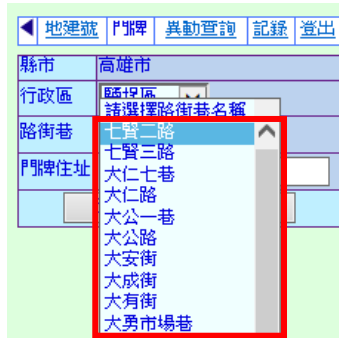 ◀ 地建號 門牌 異動查詢 記錄 登出
縣市 高雄市
行政區 鹽埕區
請選擇路街巷名稱
路街巷 七賢二路
七賢三路
門牌住址 大仁七巷
大仁路
大公一巷
大公路
大安街
大成街
大有街
大勇市場巷